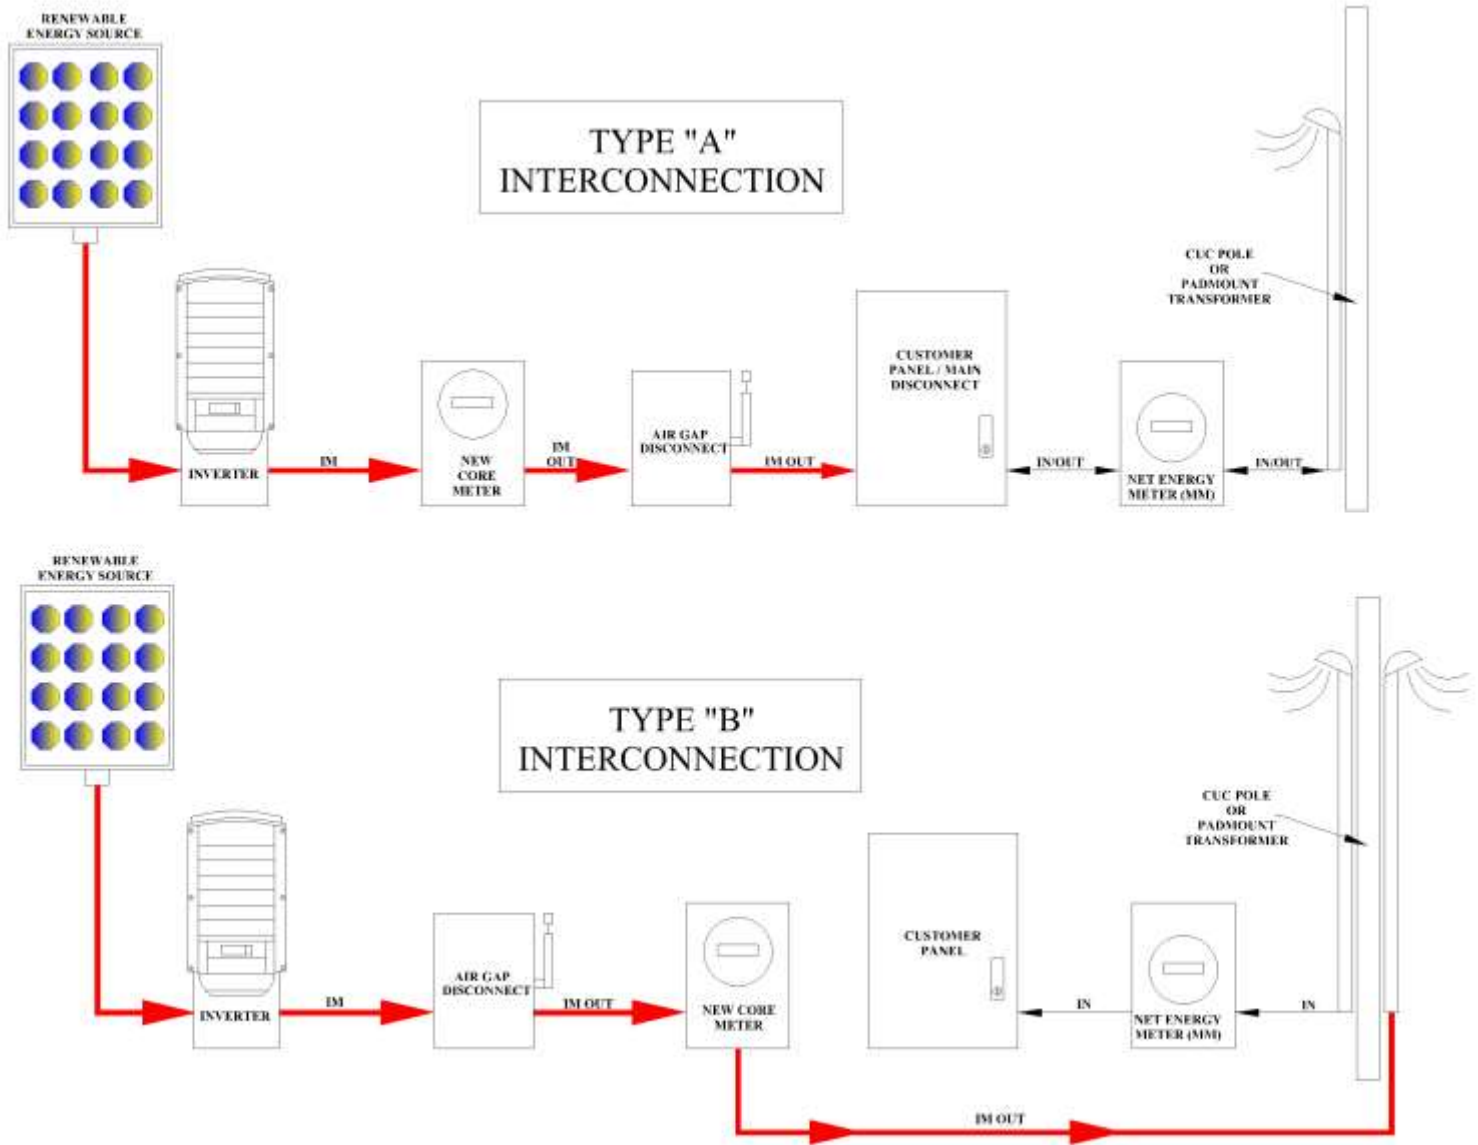 RENEWABLE
ENERGY SOURCE
TYPE "A"
INTERCONNECTION
CUC POLE
OR
PADMOUNT
TRANSFORMER
CUSTOMER
PANEL / MAIN
DISCONNECT
INVERTER
IM
NEW
CORE
METER
IM
OUT
AIR GAP
DISCONNECT
IM OUT
IN/OUT
NET ENERGY
METER (MM)
IN/OUT
RENEWABLE
ENERGY SOURCE
TYPE "B"
INTERCONNECTION
CUC POLE
OR
PADMOUNT
TRANSFORMER
INVERTER
IM
AIR GAP
DISCONNECT
IM OUT
NEW CORE
METER
CUSTOMER
PANEL
IN
NET ENERGY
METER (MM)
IN
IM OUT